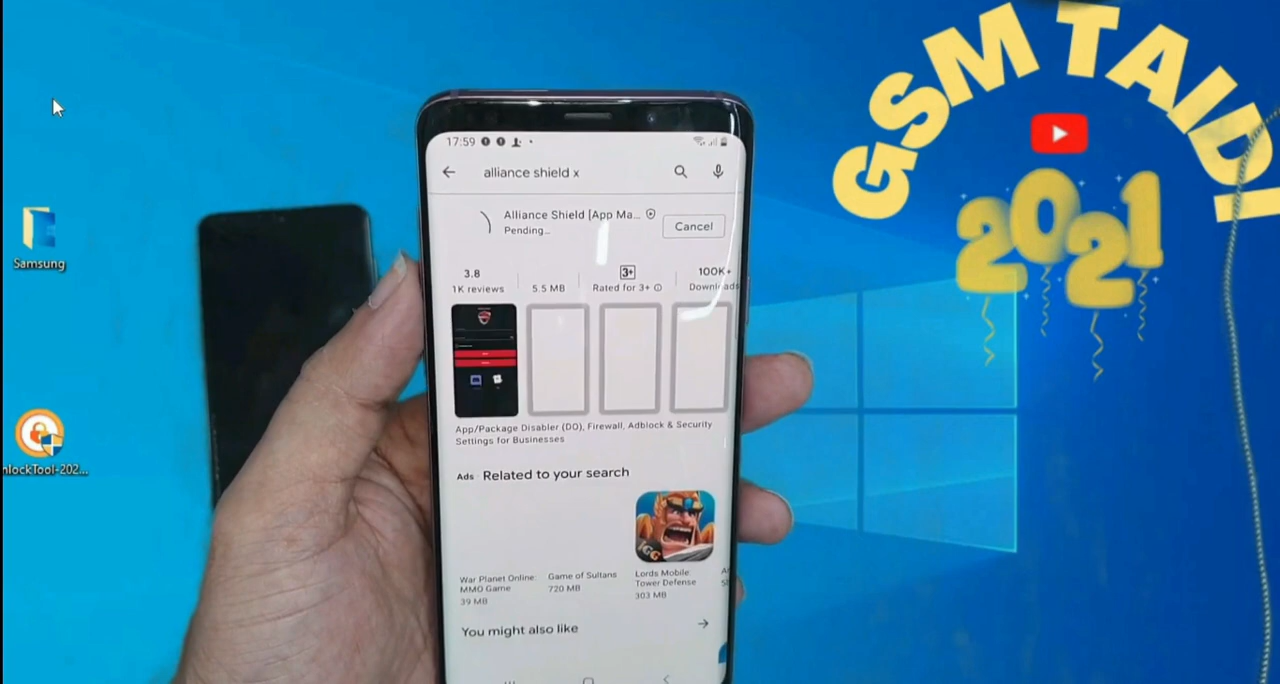 GSM TAIDI
2021
Samsung
nlockTool-202...
17:59
alliance shield x
Alliance Shield [App Ma...
Pending...
Cancel
3.8
1K reviews
5.5 MB
3+
Rated for 3+
100K+
Downloads
App/Package Disabler (DO), Firewall, Adblock & Security
Settings for Businesses
Ads · Related to your search
IGG
War Planet Online:
MMO Game
39 MB
Game of Sultans
720 MB
Lords Mobile:
Tower Defense
303 MB
You might also like